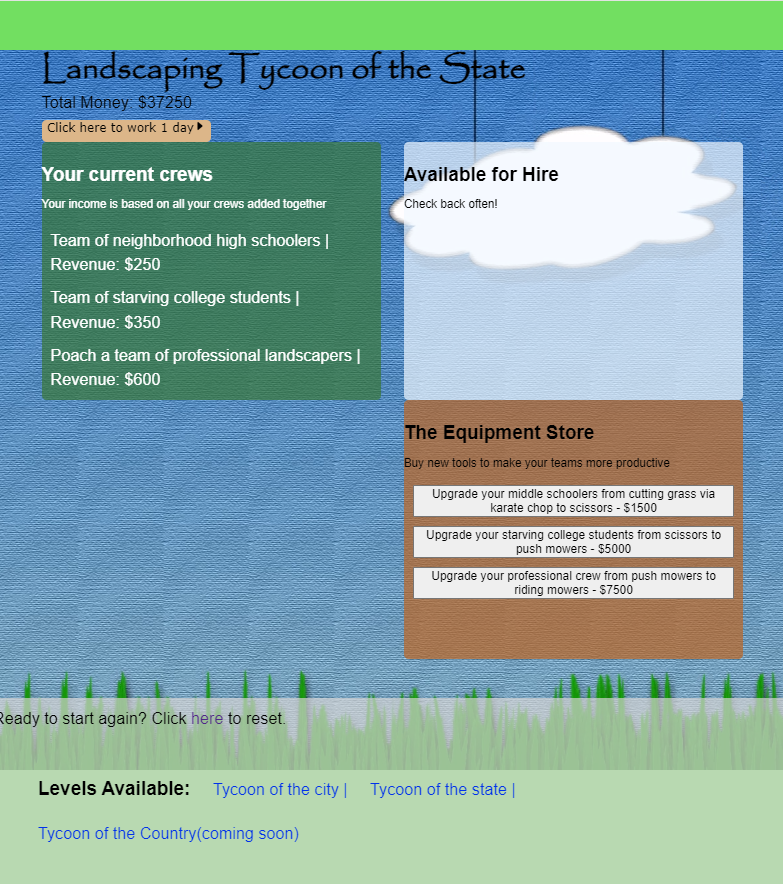 Landscaping Tycoon of the State
Total Money: $37250
Click here to work 1 day
Your current crews
Your income is based on all your crews added together
Team of neighborhood high schoolers |
Revenue: $250
Team of starving college students |
Revenue: $350
Poach a team of professional landscapers |
Revenue: $600
Available for Hire
Check back often!
The Equipment Store
Buy new tools to make your teams more productive
Upgrade your middle schoolers from cutting grass via
karate chop to scissors - $1500
Upgrade your starving college students from scissors to
push mowers - $5000
Upgrade your professional crew from push mowers to
riding mowers - $7500
Ready to start again? Click here to reset.
Levels Available: Tycoon of the city | Tycoon of the state |
Tycoon of the Country(coming soon)